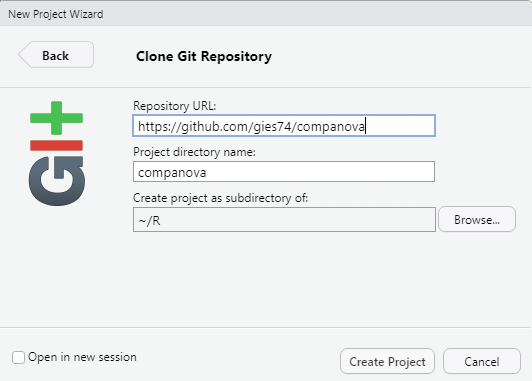 New Project Wizard
Back
Clone Git Repository
GIT
Repository URL:
https://github.com/gies74/companova
Project directory name:
companova
Create project as subdirectory of:
~/R
Browse...
Open in new session
Create Project
Cancel